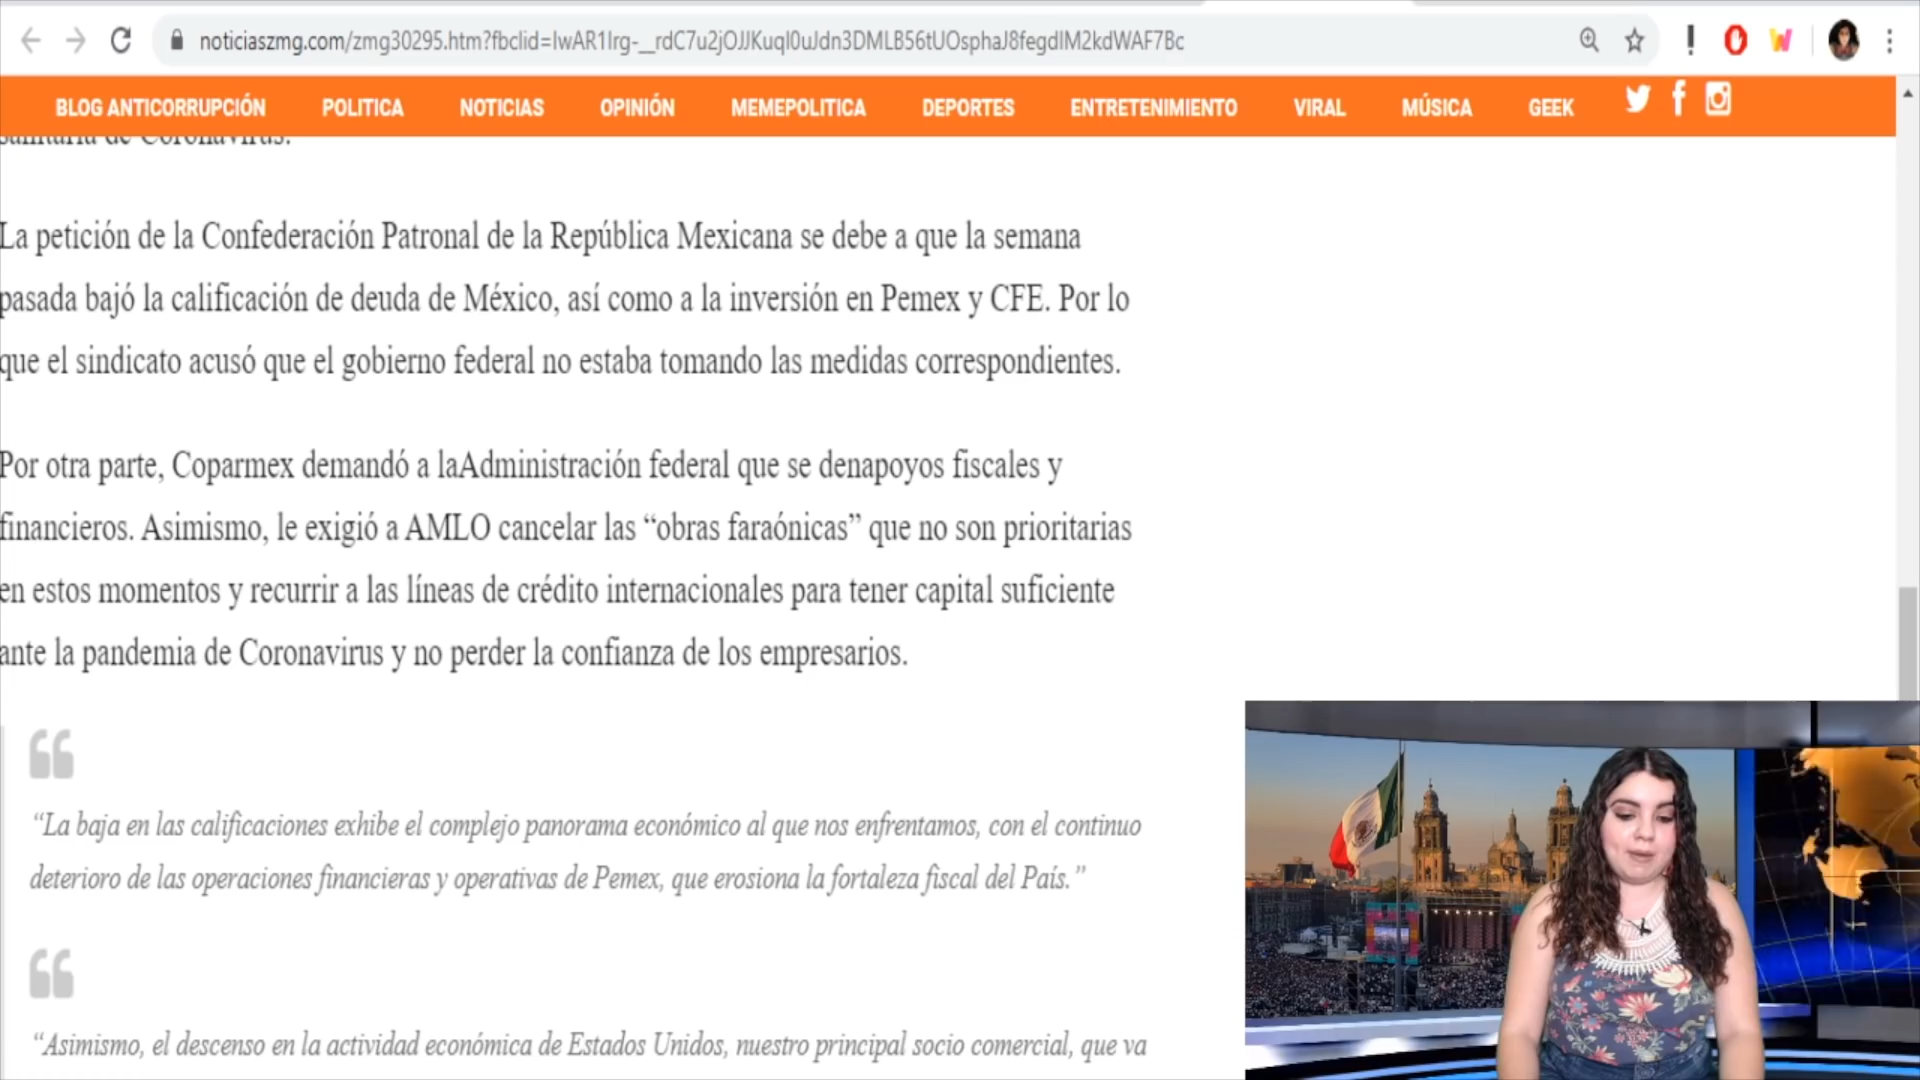 noticiaszmg.com/zmg30295.htm?fbclid=IwAR1Irg-__rdC7u2jOJJKuqI0uJdn3DMLB56tUOsphaJ8fegdIM2kdWAF7Bc
BLOG ANTICORRUPCIÓN POLITICA NOTICIAS OPINIÓN MEMEPOLITICA DEPORTES ENTRETENIMIENTO VIRAL MÚSICA GEEK
sanitaria de Coronavirus.
La petición de la Confederación Patronal de la República Mexicana se debe a que la semana
pasada bajó la calificación de deuda de México, así como a la inversión en Pemex y CFE. Por lo
que el sindicato acusó que el gobierno federal no estaba tomando las medidas correspondientes.
Por otra parte, Coparmex demandó a laAdministración federal que se denapoyos fiscales y
financieros. Asimismo, le exigió a AMLO cancelar las “obras faraónicas” que no son prioritarias
en estos momentos y recurrir a las líneas de crédito internacionales para tener capital suficiente
ante la pandemia de Coronavirus y no perder la confianza de los empresarios.
“La baja en las calificaciones exhibe el complejo panorama económico al que nos enfrentamos, con el continuo
deterioro de las operaciones financieras y operativas de Pemex, que erosiona la fortaleza fiscal del País.”
“Asimismo, el descenso en la actividad económica de Estados Unidos, nuestro principal socio comercial, que va